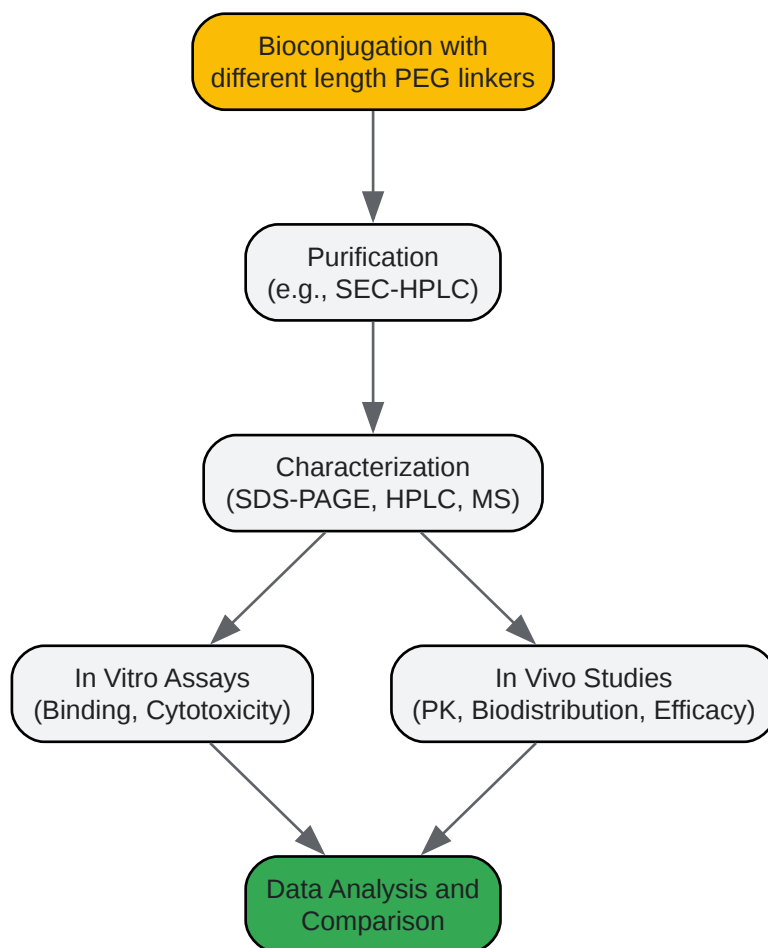 Bioconjugation with
different length PEG linkers
Purification
(e.g., SEC-HPLC)
Characterization
(SDS-PAGE, HPLC, MS)
In Vitro Assays
(Binding, Cytotoxicity)
In Vivo Studies
(PK, Biodistribution, Efficacy)
Data Analysis and
Comparison